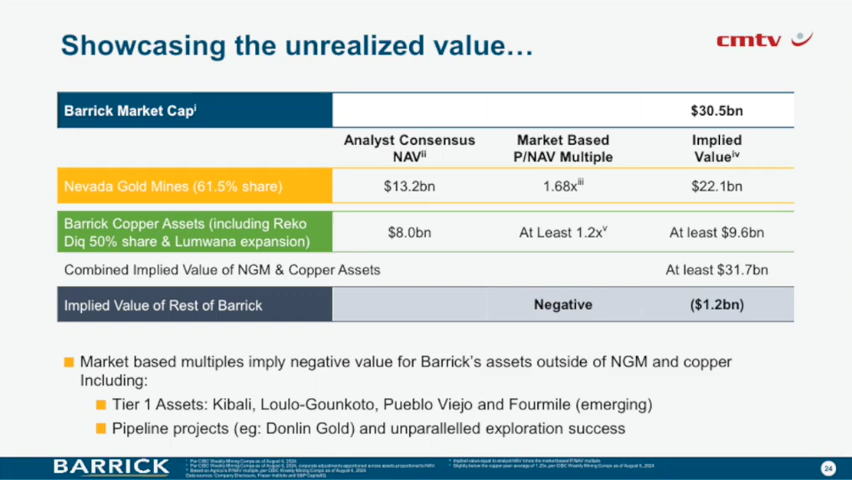 Showcasing the unrealized value…
cmtv
Barrick Market Capⁱ $30.5bn
Analyst Consensus NAVⁱⁱ Market Based P/NAV Multiple Implied Valueⁱᵛ
Nevada Gold Mines (61.5% share) $13.2bn 1.68xⁱⁱⁱ $22.1bn
Barrick Copper Assets (including Reko
Diq 50% share & Lumwana expansion) $8.0bn At Least 1.2xᵛ At least $9.6bn
Combined Implied Value of NGM & Copper Assets At least $31.7bn
Implied Value of Rest of Barrick Negative ($1.2bn)
Market based multiples imply negative value for Barrick's assets outside of NGM and copper
Including:
Tier 1 Assets: Kibali, Loulo-Gounkoto, Pueblo Viejo and Fourmile (emerging)
Pipeline projects (eg: Donlin Gold) and unparallelled exploration success
BARRICK
24